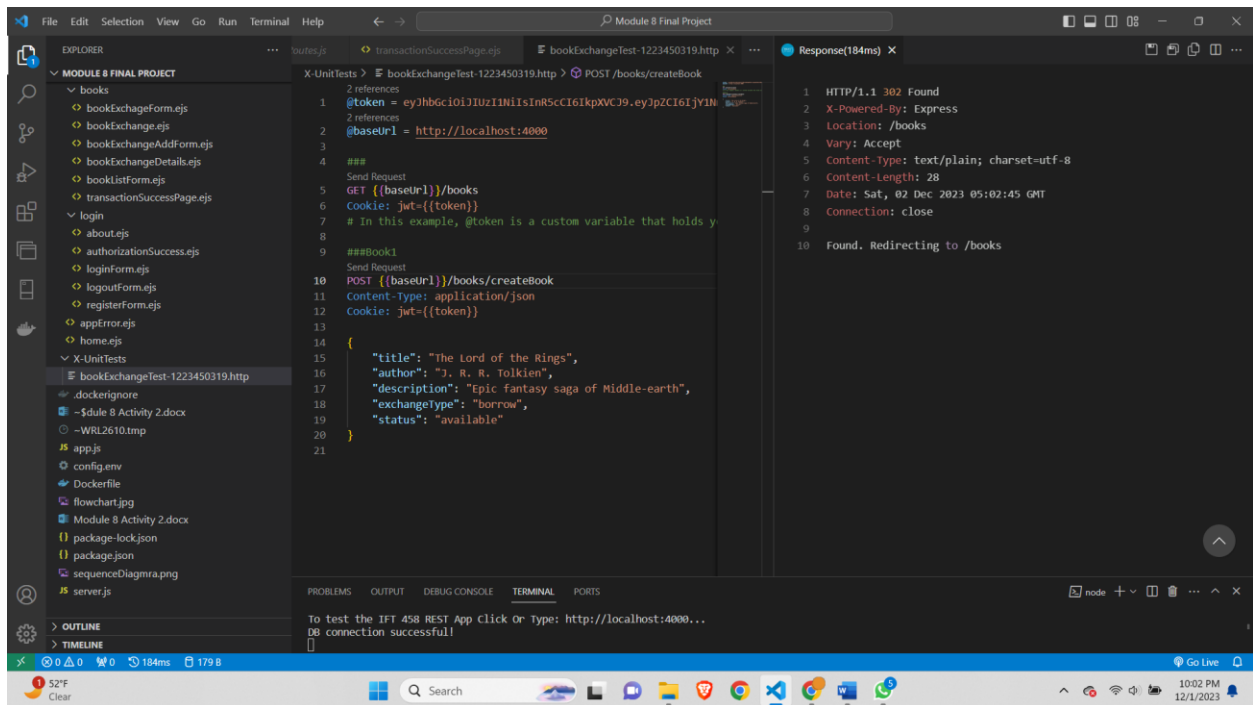 File Edit Selection View Go Run Terminal Help
Module 8 Final Project
EXPLORER
MODULE 8 FINAL PROJECT
books
bookExchageForm.ejs
bookExchange.ejs
bookExchangeAddForm.ejs
bookExchangeDetails.ejs
bookListForm.ejs
transactionSuccessPage.ejs
login
about.ejs
authorizationSuccess.ejs
loginForm.ejs
logoutForm.ejs
registerForm.ejs
appError.ejs
home.ejs
X-UnitTests
bookExchangeTest-1223450319.http
.dockerignore
~$dule 8 Activity 2.docx
~WRL2610.tmp
JS app.js
config.env
Dockerfile
flowchart.jpg
Module 8 Activity 2.docx
{} package-lock.json
{} package.json
sequenceDiagmra.png
JS server.js
OUTLINE
TIMELINE
outes.js transactionSuccessPage.ejs bookExchangeTest-1223450319.http
X-UnitTests > bookExchangeTest-1223450319.http > POST /books/createBook
2 references
1 @token = eyJhbGciOiJIUzI1NiIsInR5cCI6IkpXVCJ9.eyJpZCI6IjY1N
2 references
2 @baseUrl = http://localhost:4000
3
4 ###
Send Request
5 GET {{baseUrl}}/books
6 Cookie: jwt={{token}}
7 # In this example, @token is a custom variable that holds y
8
9 ###Book1
Send Request
10 POST {{baseUrl}}/books/createBook
11 Content-Type: application/json
12 Cookie: jwt={{token}}
13
14 {
15 "title": "The Lord of the Rings",
16 "author": "J. R. R. Tolkien",
17 "description": "Epic fantasy saga of Middle-earth",
18 "exchangeType": "borrow",
19 "status": "available"
20 }
21
Response(184ms)
1 HTTP/1.1 302 Found
2 X-Powered-By: Express
3 Location: /books
4 Vary: Accept
5 Content-Type: text/plain; charset=utf-8
6 Content-Length: 28
7 Date: Sat, 02 Dec 2023 05:02:45 GMT
8 Connection: close
9
10 Found. Redirecting to /books
PROBLEMS OUTPUT DEBUG CONSOLE TERMINAL PORTS
node
To test the IFT 458 REST App Click Or Type: http://localhost:4000...
DB connection successful!
0 0 0 184ms 179 B
Go Live
1
52°F
Clear
Search
5
10:02 PM
12/1/2023